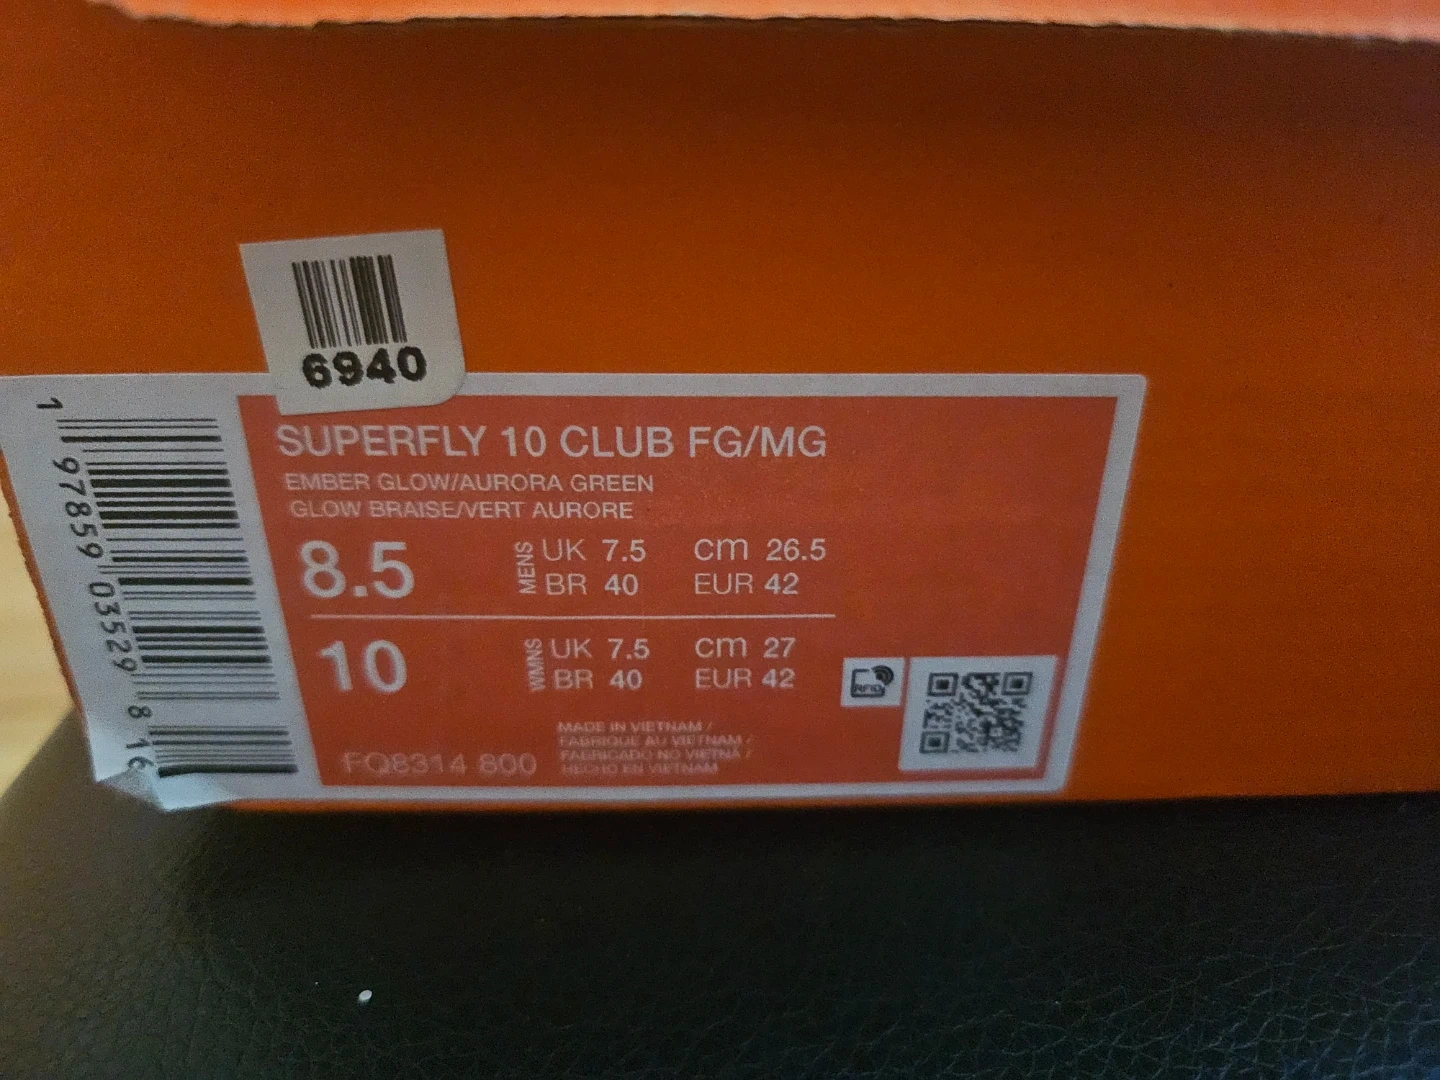 6940
1 97859 03529 8 16
SUPERFLY 10 CLUB FG/MG
EMBER GLOW/AURORA GREEN
GLOW BRAISE/VERT AURORE
8.5 MENS UK 7.5 cm 26.5
BR 40 EUR 42
10 WMNS UK 7.5 cm 27
BR 40 EUR 42
RFID
MADE IN VIETNAM /
FABRIQUE AU VIETNAM /
FABRICADO NO VIETNÃ /
HECHO EN VIETNAM
FQ8314 800